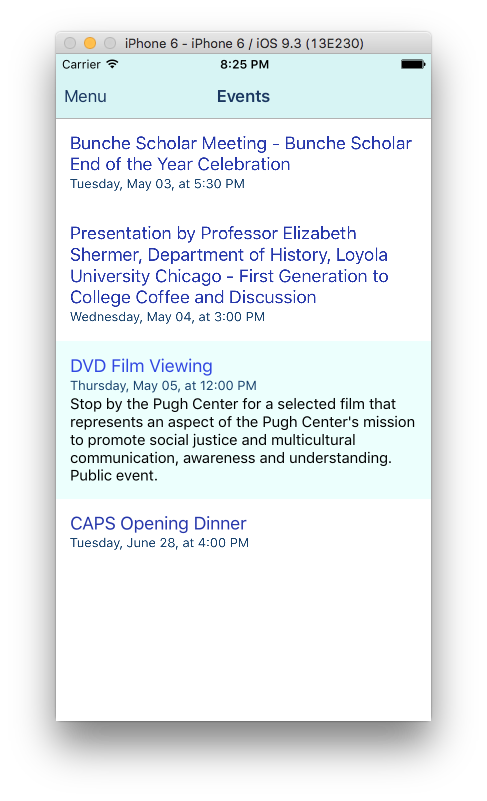 iPhone 6 - iPhone 6 / iOS 9.3 (13E230)
Carrier 8:25 PM
Menu Events
Bunche Scholar Meeting - Bunche Scholar
End of the Year Celebration
Tuesday, May 03, at 5:30 PM
Presentation by Professor Elizabeth
Shermer, Department of History, Loyola
University Chicago - First Generation to
College Coffee and Discussion
Wednesday, May 04, at 3:00 PM
DVD Film Viewing
Thursday, May 05, at 12:00 PM
Stop by the Pugh Center for a selected film that
represents an aspect of the Pugh Center's mission
to promote social justice and multicultural
communication, awareness and understanding.
Public event.
CAPS Opening Dinner
Tuesday, June 28, at 4:00 PM